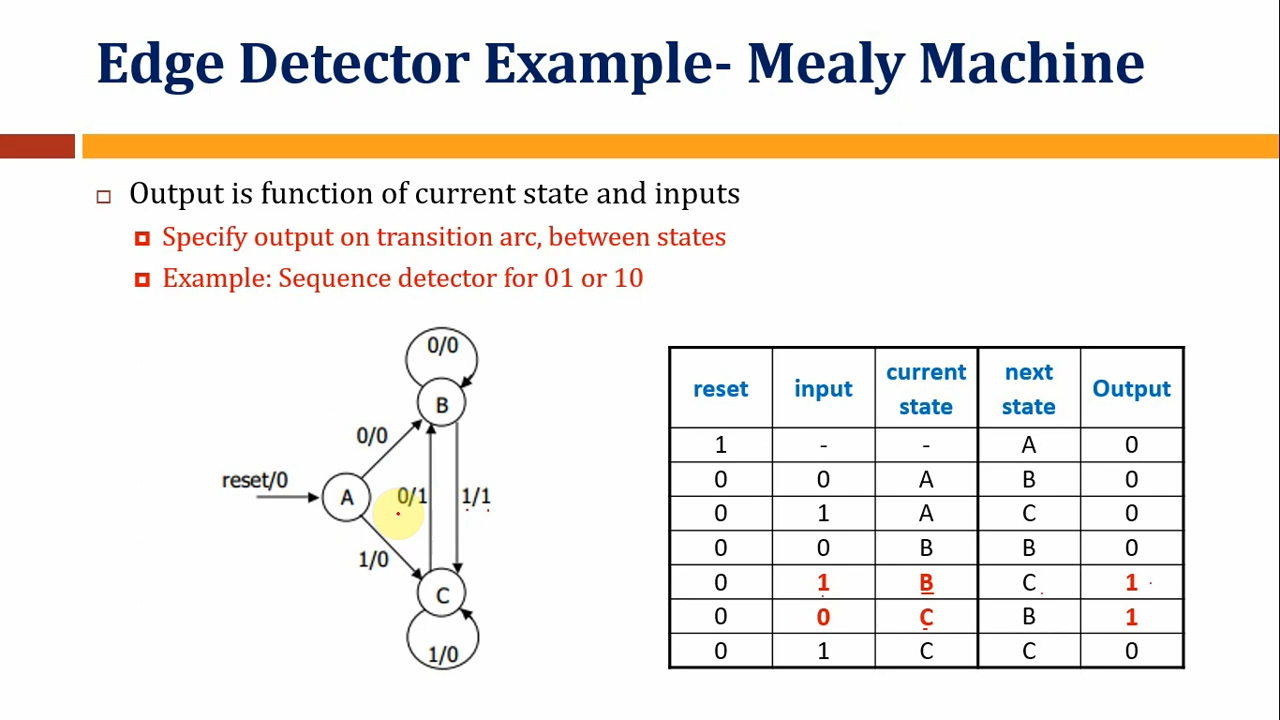 Edge Detector Example- Mealy Machine
Output is function of current state and inputs
Specify output on transition arc, between states
Example: Sequence detector for 01 or 10
0/0
B
0/0
reset/0
A
0/1
1/1
1/0
C
1/0
reset input current state next state Output
1 - - A 0
0 0 A B 0
0 1 A C 0
0 0 B B 0
0 1 B C 1
0 0 C B 1
0 1 C C 0